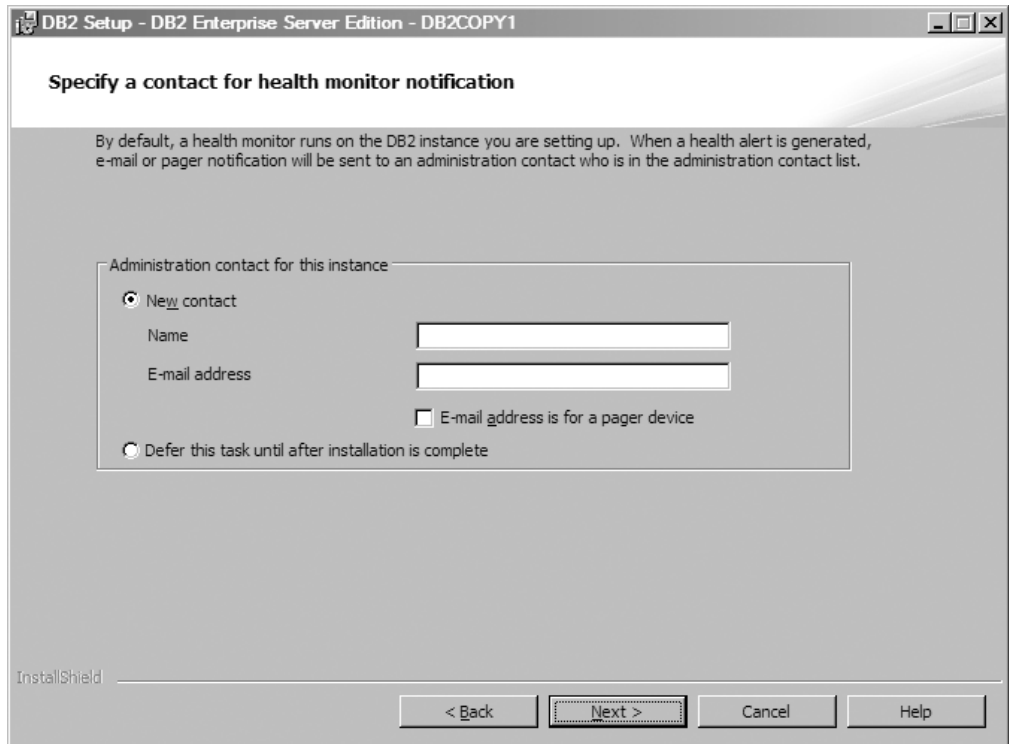 DB2 Setup - DB2 Enterprise Server Edition - DB2COPY1
Specify a contact for health monitor notification
By default, a health monitor runs on the DB2 instance you are setting up. When a health alert is generated,
e-mail or pager notification will be sent to an administration contact who is in the administration contact list.
Administration contact for this instance
New contact
Name
E-mail address
E-mail address is for a pager device
Defer this task until after installation is complete
InstallShield
< Back Next > Cancel Help